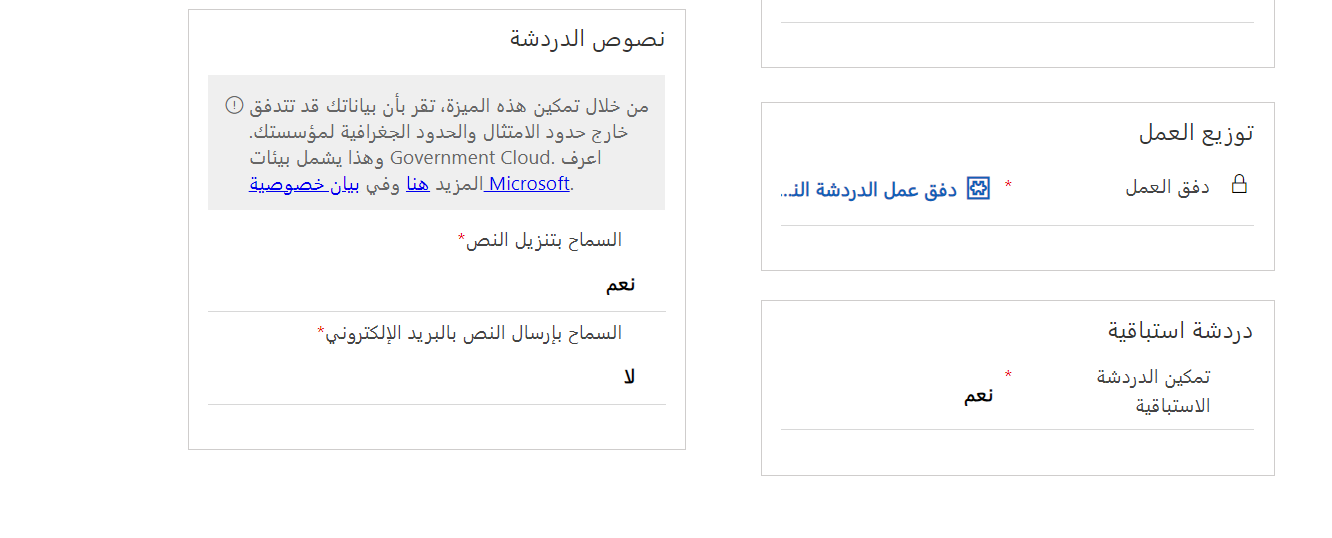 توزيع العمل
دفق العمل
*
دفق عمل الدردشة الند...
دردشة استباقية
تمكين الدردشة
الاستباقية
*
نعم
نصوص الدردشة
من خلال تمكين هذه الميزة، تقر بأن بياناتك قد تتدفق
خارج حدود الامتثال والحدود الجغرافية لمؤسستك.
وهذا يشمل بيئات Government Cloud. اعرف
المزيد هنا وفي بيان خصوصية Microsoft.
السماح بتنزيل النص*
نعم
السماح بإرسال النص بالبريد الإلكتروني*
لا